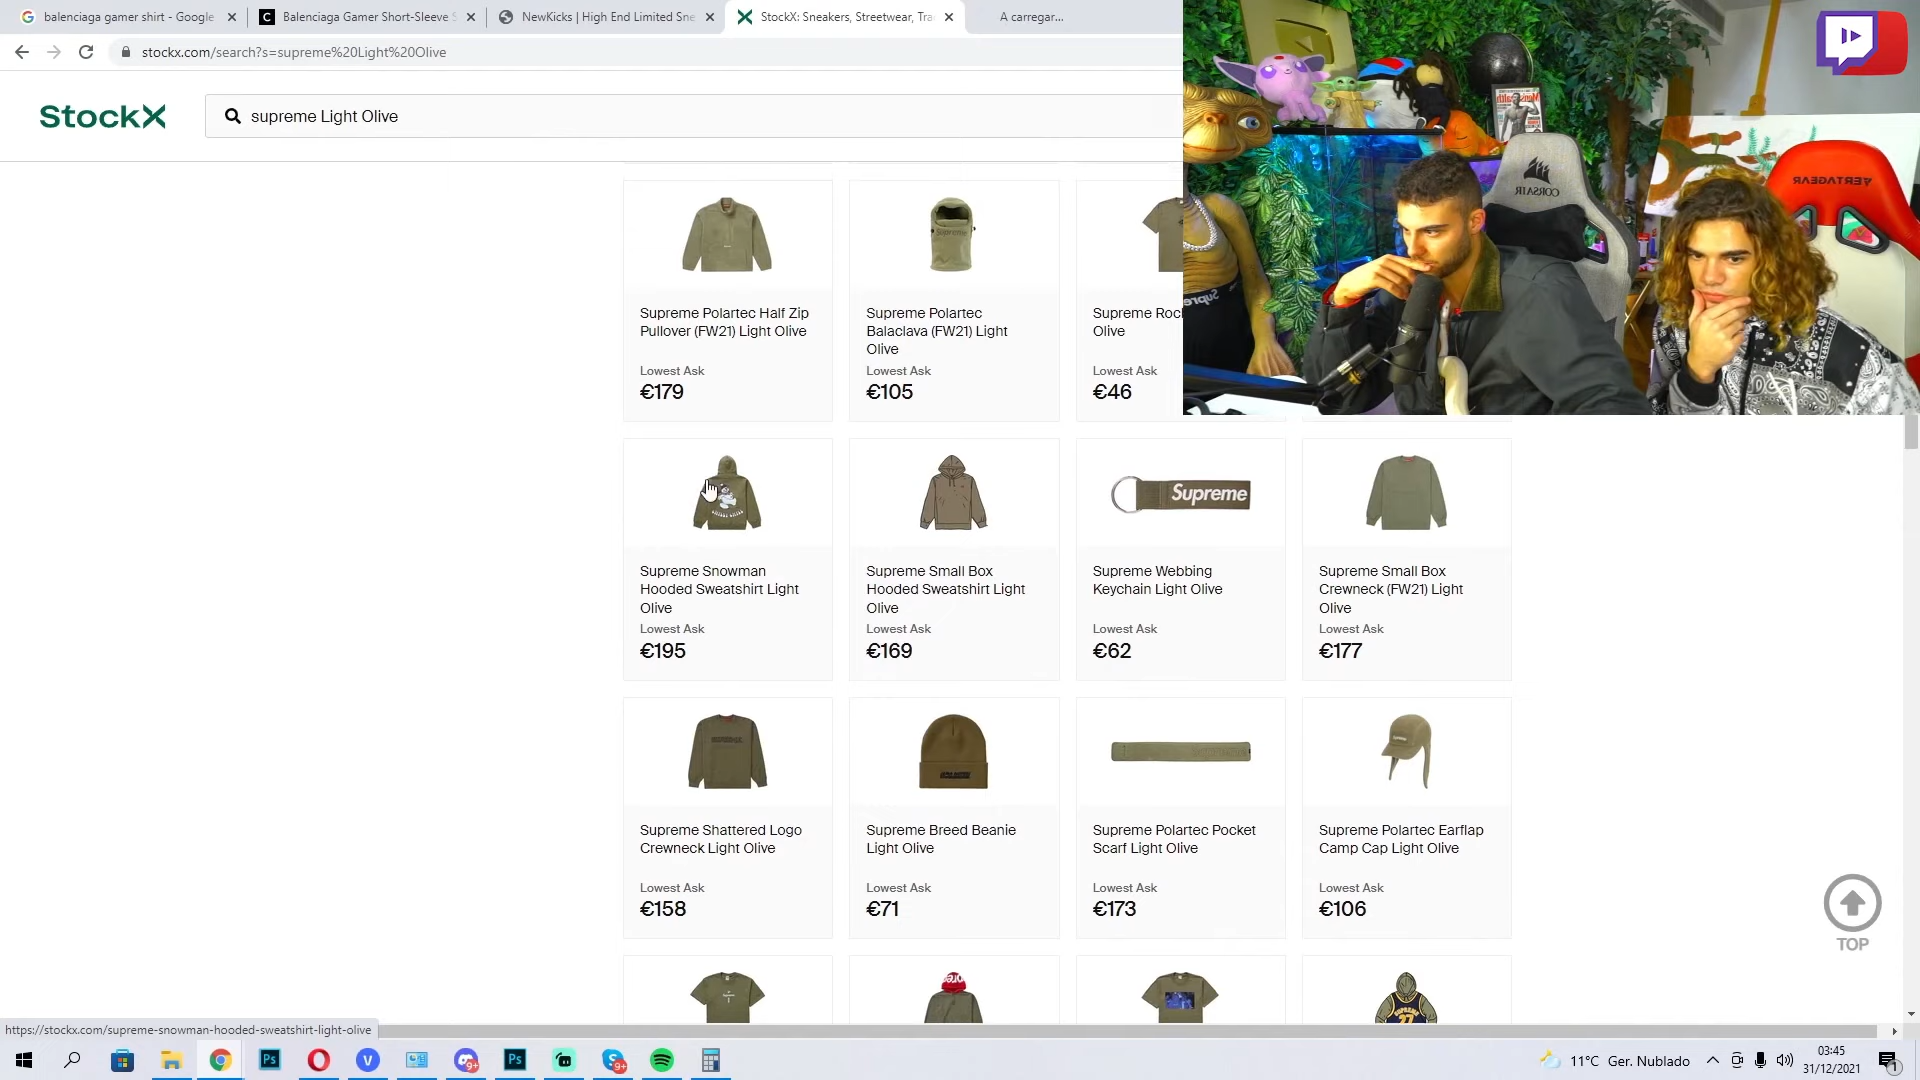 balenciaga gamer shirt - Google
Balenciaga Gamer Short-Sleeve S
NewKicks | High End Limited Sne
StockX: Sneakers, Streetwear, Tra
A carregar...
stockx.com/search?s=supreme%20Light%20Olive
StockX
supreme Light Olive
CORSAIR
VERTAGEAR
Supreme
Supreme Polartec Half Zip
Pullover (FW21) Light Olive
Lowest Ask
€179
Supreme Polartec
Balaclava (FW21) Light
Olive
Lowest Ask
€105
Supreme Roc
Olive
Lowest Ask
€46
Supreme
Supreme Snowman
Hooded Sweatshirt Light
Olive
Lowest Ask
€195
Supreme Small Box
Hooded Sweatshirt Light
Olive
Lowest Ask
€169
Supreme Webbing
Keychain Light Olive
Lowest Ask
€62
Supreme Small Box
Crewneck (FW21) Light
Olive
Lowest Ask
€177
Supreme Shattered Logo
Crewneck Light Olive
Lowest Ask
€158
Supreme Breed Beanie
Light Olive
Lowest Ask
€71
Supreme Polartec Pocket
Scarf Light Olive
Lowest Ask
€173
Supreme Polartec Earflap
Camp Cap Light Olive
Lowest Ask
€106
TOP
https://stockx.com/supreme-snowman-hooded-sweatshirt-light-olive
11°C Ger. Nublado
03:45
31/12/2021